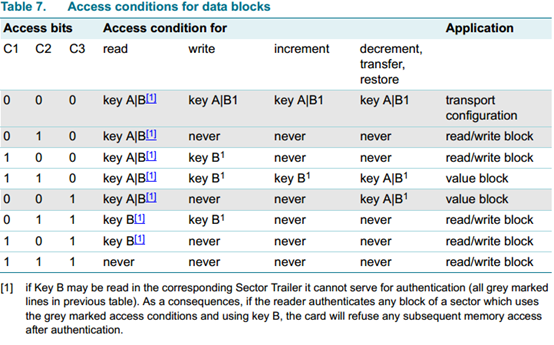 Table 7. Access conditions for data blocks
Access bits Access condition for Application
C1 C2 C3 read write increment decrement, transfer, restore
0 0 0 key A|B[1] key A|B1 key A|B1 key A|B1 transport configuration
0 1 0 key A|B[1] never never never read/write block
1 0 0 key A|B[1] key B1 never never read/write block
1 1 0 key A|B[1] key B1 key B1 key A|B1 value block
0 0 1 key A|B[1] never never key A|B1 value block
0 1 1 key B[1] key B1 never never read/write block
1 0 1 key B[1] never never never read/write block
1 1 1 never never never never read/write block
[1] if Key B may be read in the corresponding Sector Trailer it cannot serve for authentication (all grey marked
lines in previous table). As a consequences, if the reader authenticates any block of a sector which uses
the grey marked access conditions and using key B, the card will refuse any subsequent memory access
after authentication.